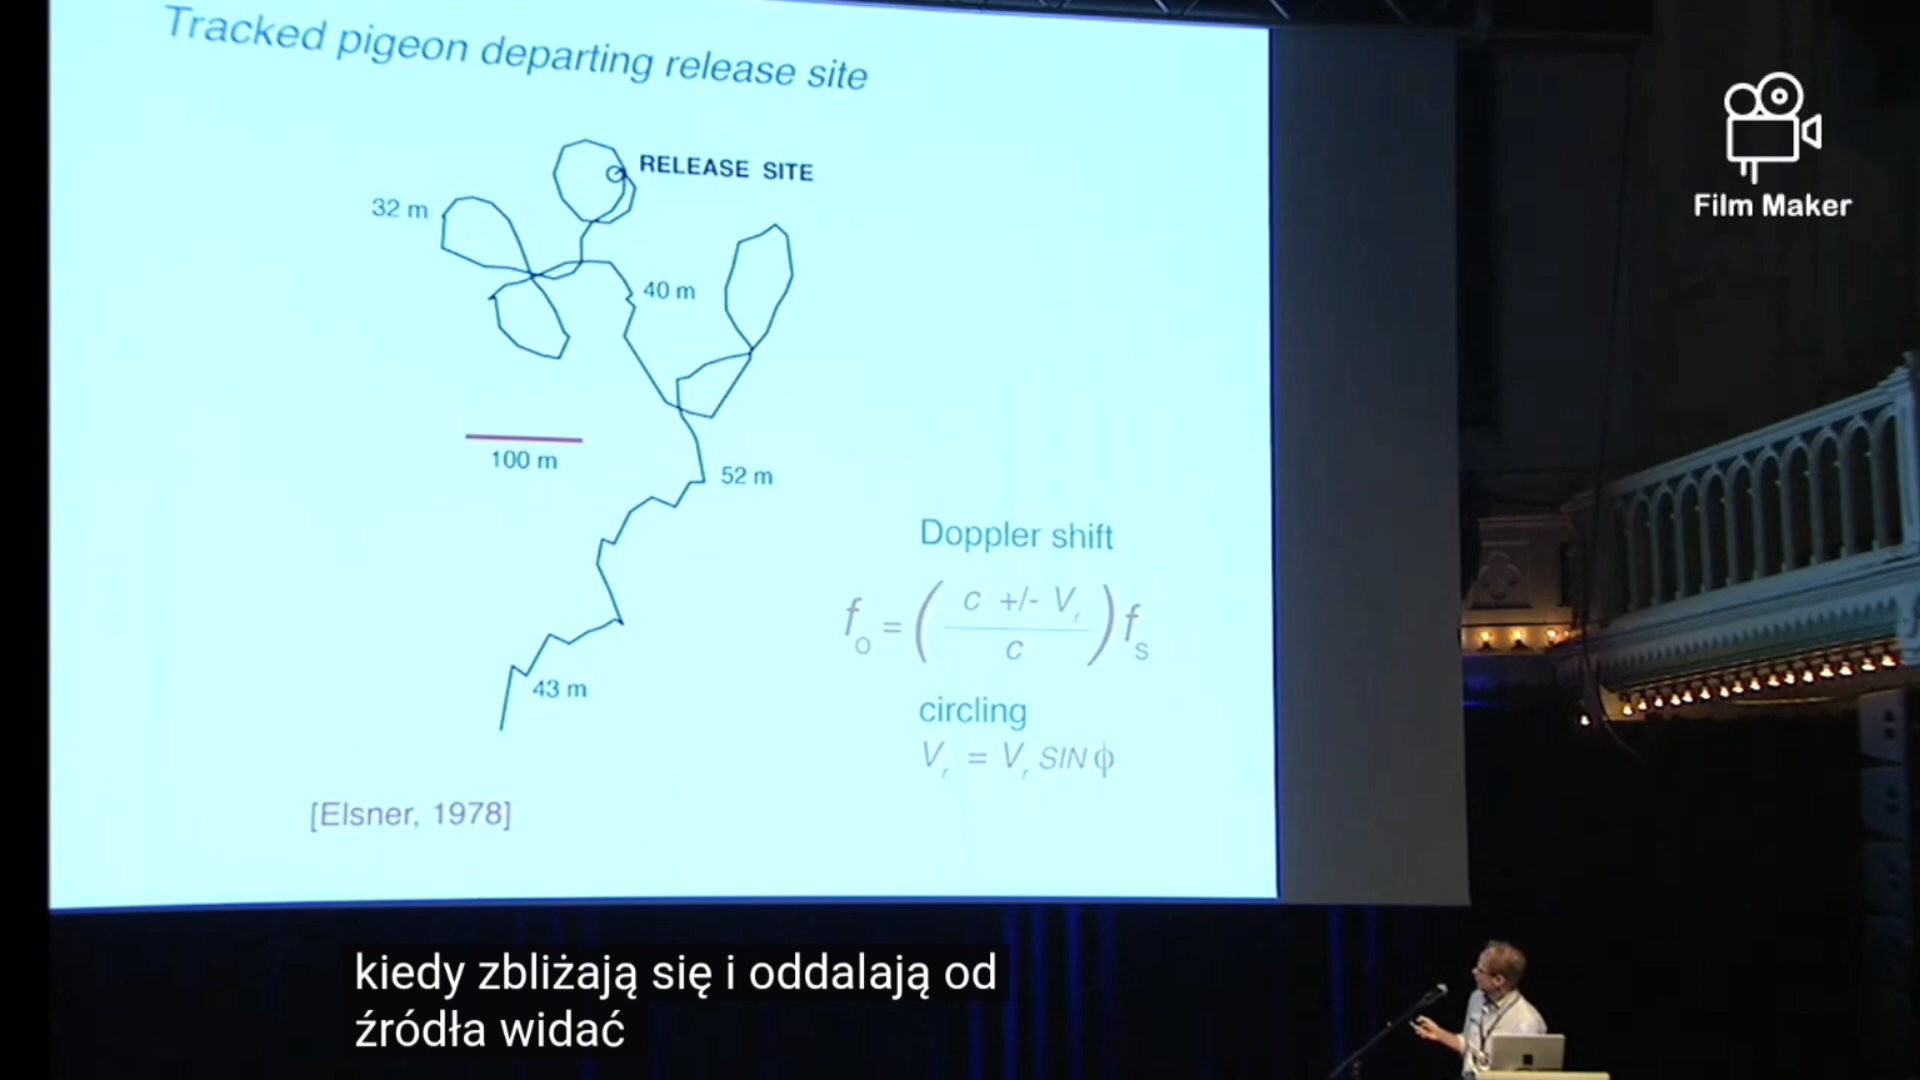 Tracked pigeon departing release site
RELEASE SITE
32 m
40 m
100 m
52 m
Doppler shift
fo = ( c +/- Vr / c ) fs
43 m
circling
Vr = Vr SIN ϕ
[Elsner, 1978]
Film Maker
kiedy zbliżają się i oddalają od
źródła widać